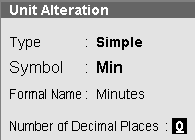 Unit Alteration
Type : Simple
Symbol : Min
Formal Name : Minutes
Number of Decimal Places : 0